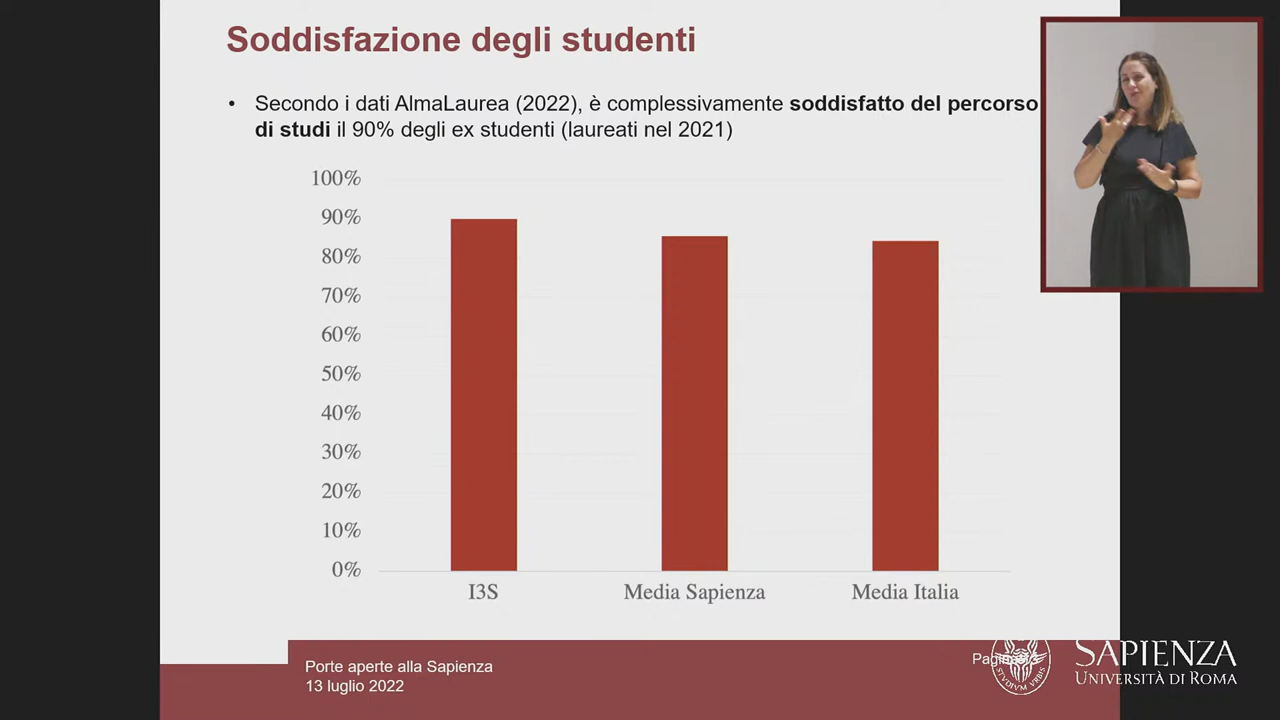 Soddisfazione degli studenti
• Secondo i dati AlmaLaurea (2022), è complessivamente soddisfatto del percorso
di studi il 90% degli ex studenti (laureati nel 2021)
100%
90%
80%
70%
60%
50%
40%
30%
20%
10%
0%
I3S
Media Sapienza
Media Italia
Porte aperte alla Sapienza
13 luglio 2022
SAPIENZA
UNIVERSITÀ DI ROMA
STUDIUM VRBIS